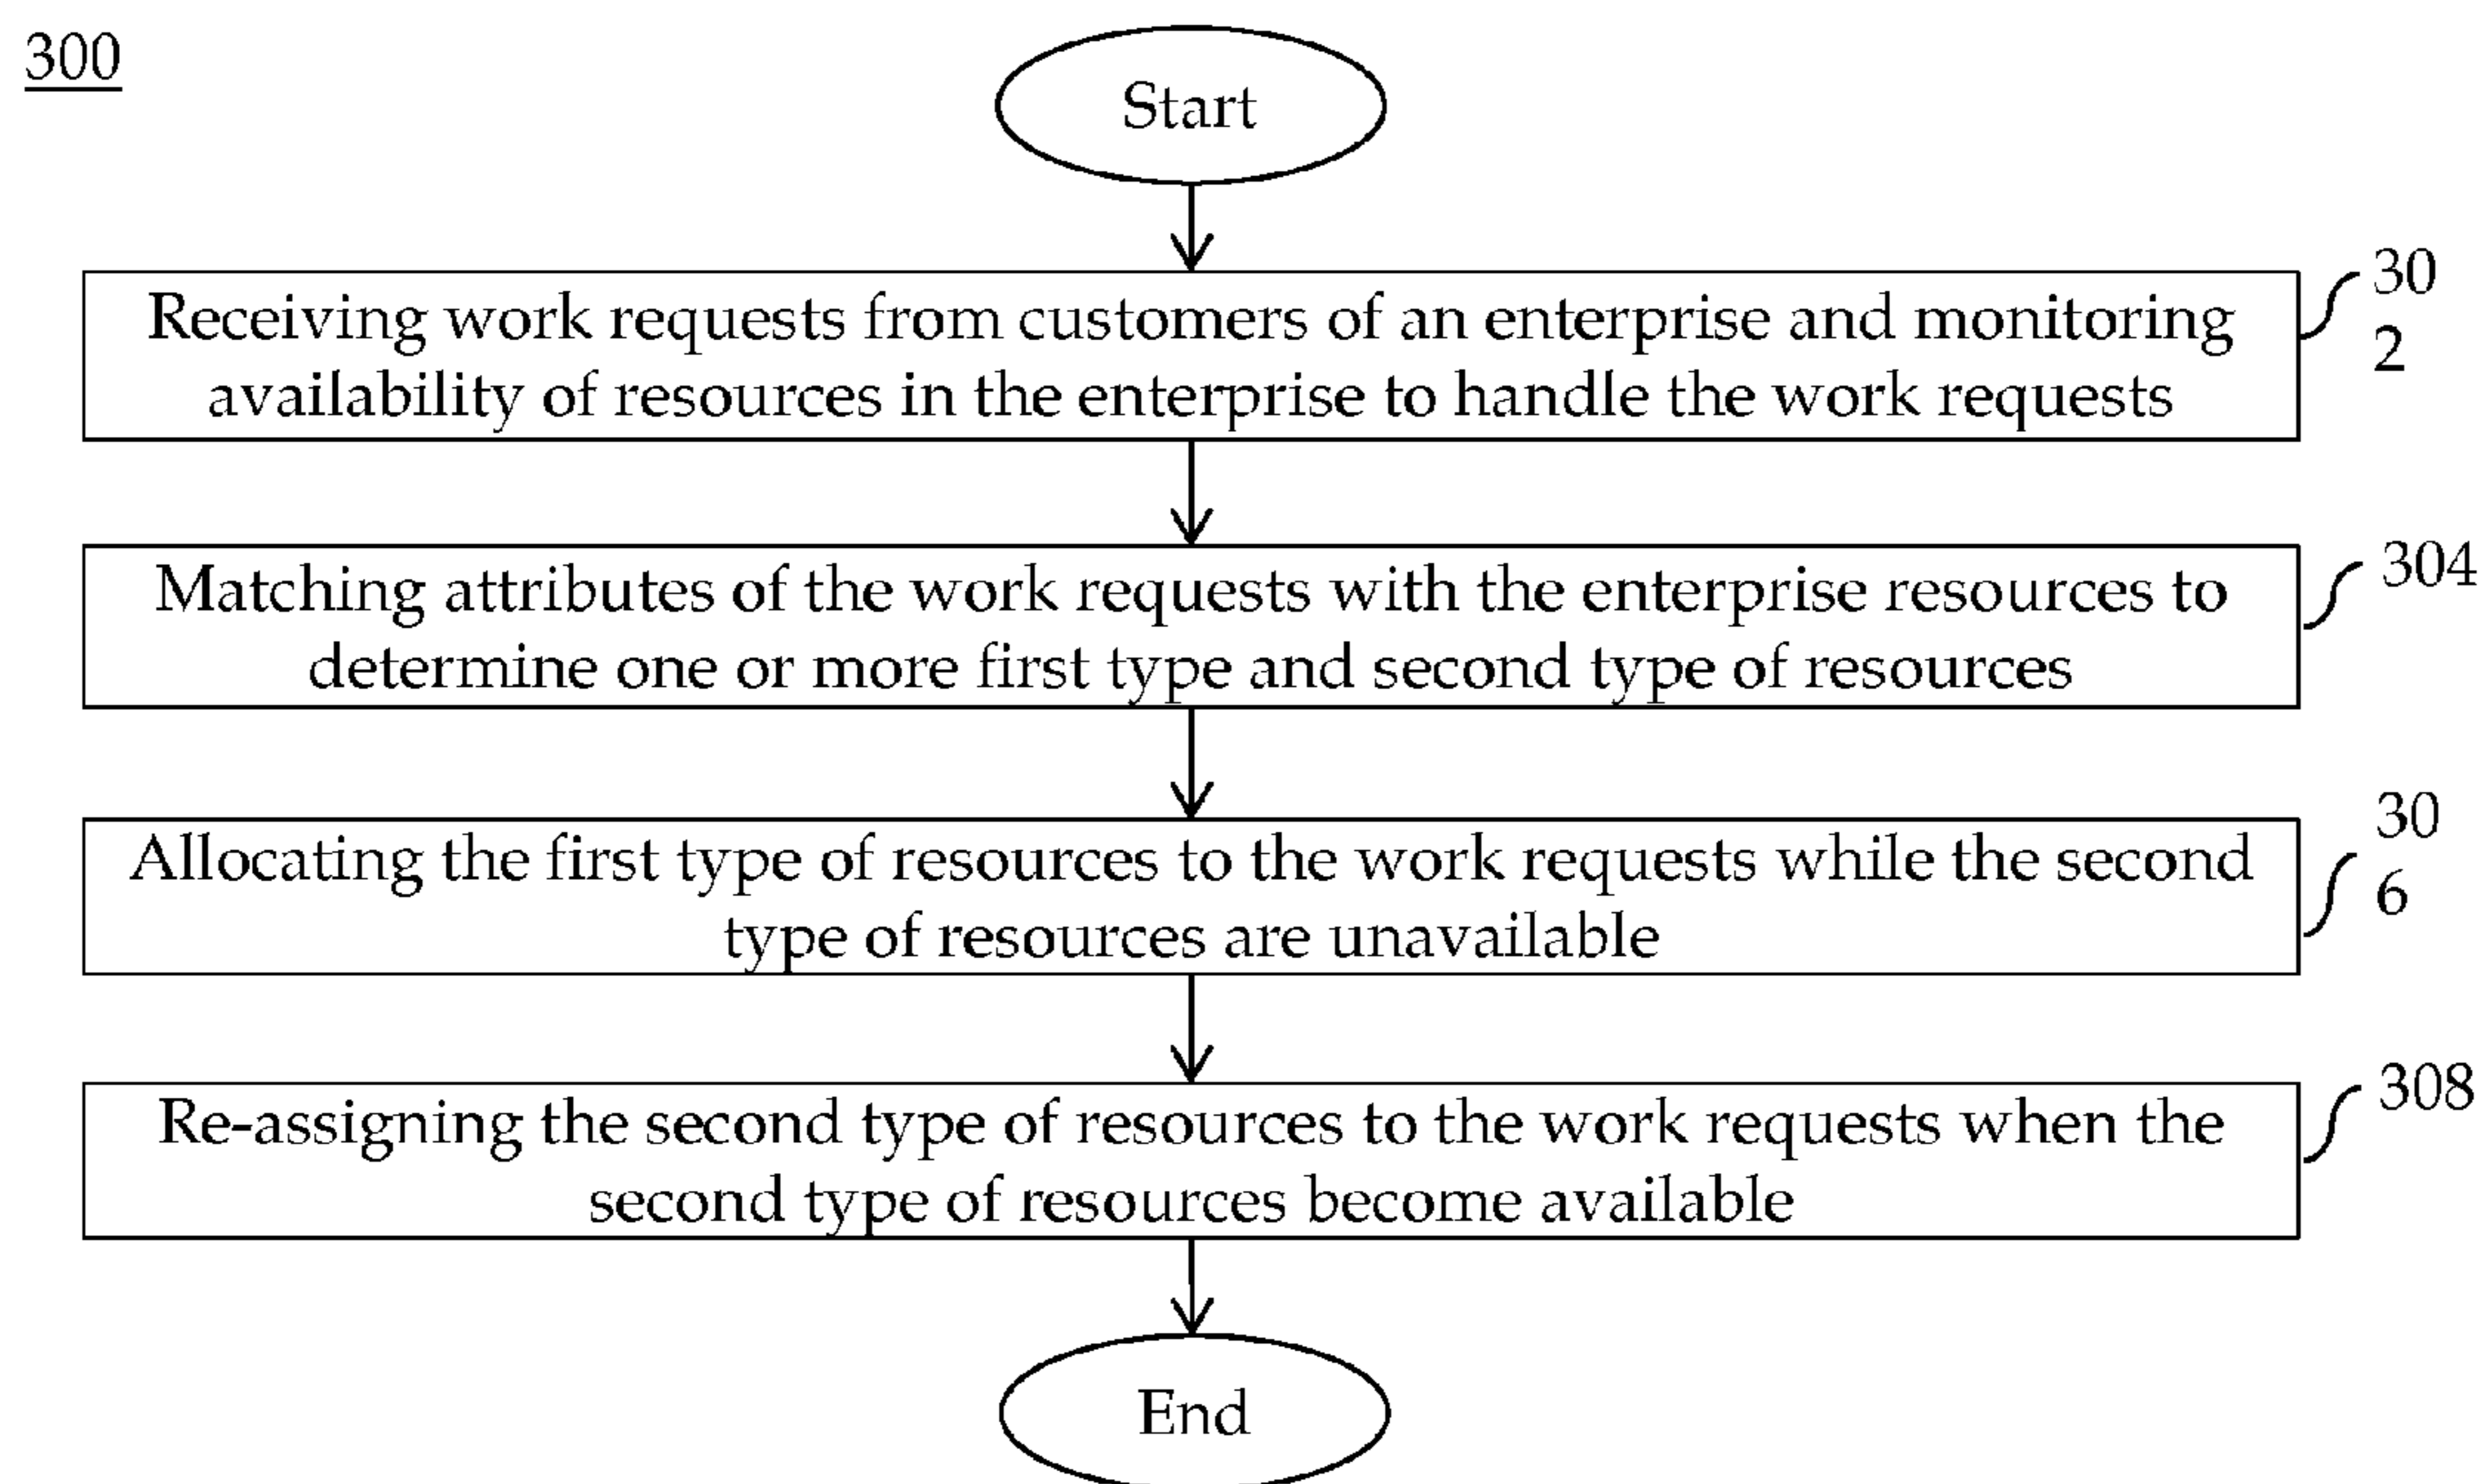 300
Start
Receiving work requests from customers of an enterprise and monitoring
availability of resources in the enterprise to handle the work requests
30
2
Matching attributes of the work requests with the enterprise resources to
determine one or more first type and second type of resources
304
Allocating the first type of resources to the work requests while the second
type of resources are unavailable
30
6
Re-assigning the second type of resources to the work requests when the
second type of resources become available
308
End